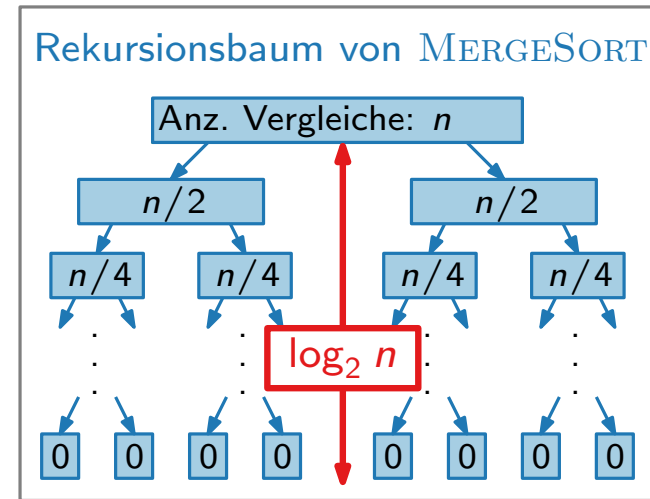 Rekursionsbaum von MERGESORT
Anz. Vergleiche: n
n/2 n/2
n/4 n/4 n/4 n/4
log₂ n
0 0 0 0 0 0 0 0